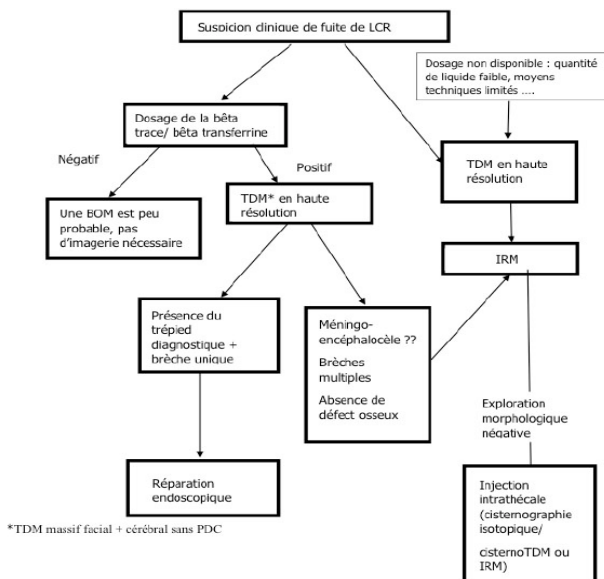 Suspicion clinique de fuite de LCR
Dosage non disponible : quantité
de liquide faible, moyens
techniques limités ....
Dosage de la bêta
trace/ bêta transferrine
Négatif
Positif
TDM en haute
résolution
TDM* en haute
résolution
Une BOM est peu
probable, pas
d'imagerie nécessaire
IRM
Présence du
trépied
diagnostique +
brèche unique
Méningo-
encéphalocèle ??
Brèches
multiples
Absence de
défect osseux
Exploration
morphologique
négative
Réparation
endoscopique
Injection
intrathécale
(cisternographie
isotopique/
cisternoTDM ou
IRM)
*TDM massif facial + cérébral sans PDC